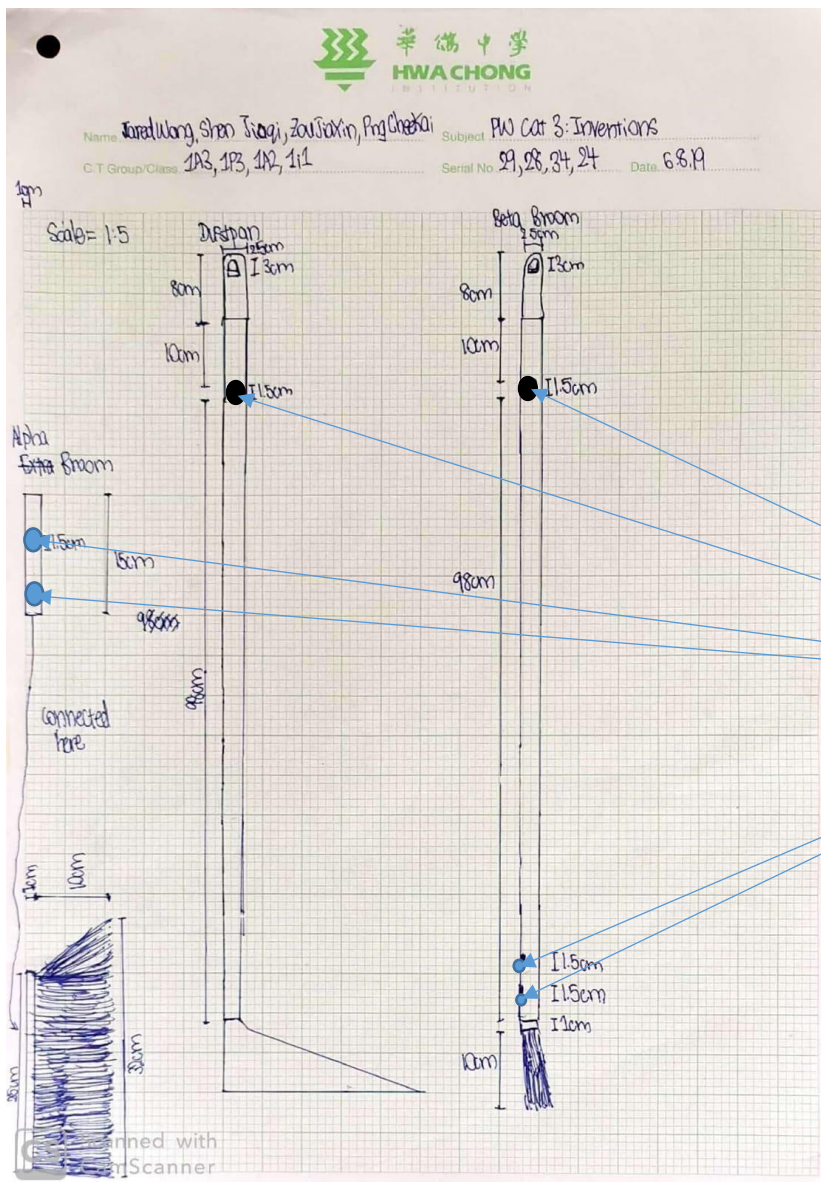 華僑中學
HWA CHONG
INSTITUTION
Name Jared Wong, Shen Jiaqi, Zou JiaXin, Png CheeKai Subject PW Cat 3: Inventions
CT Group/Class 1A3, 1P3, 1A2, 1i1 Serial No. 29, 28, 34, 24 Date 6.8.19
1cm
Scale = 1:5
Dustpan
Beta Broom
2.5cm
2.5cm
3cm
3cm
8cm
8cm
10cm
10cm
1.5cm
1.5cm
Alpha
Broom
1.5cm
15cm
98cm
98cm
connected
here
10cm
1.5cm
1.5cm
1cm
10cm
Scanned with
CamScanner